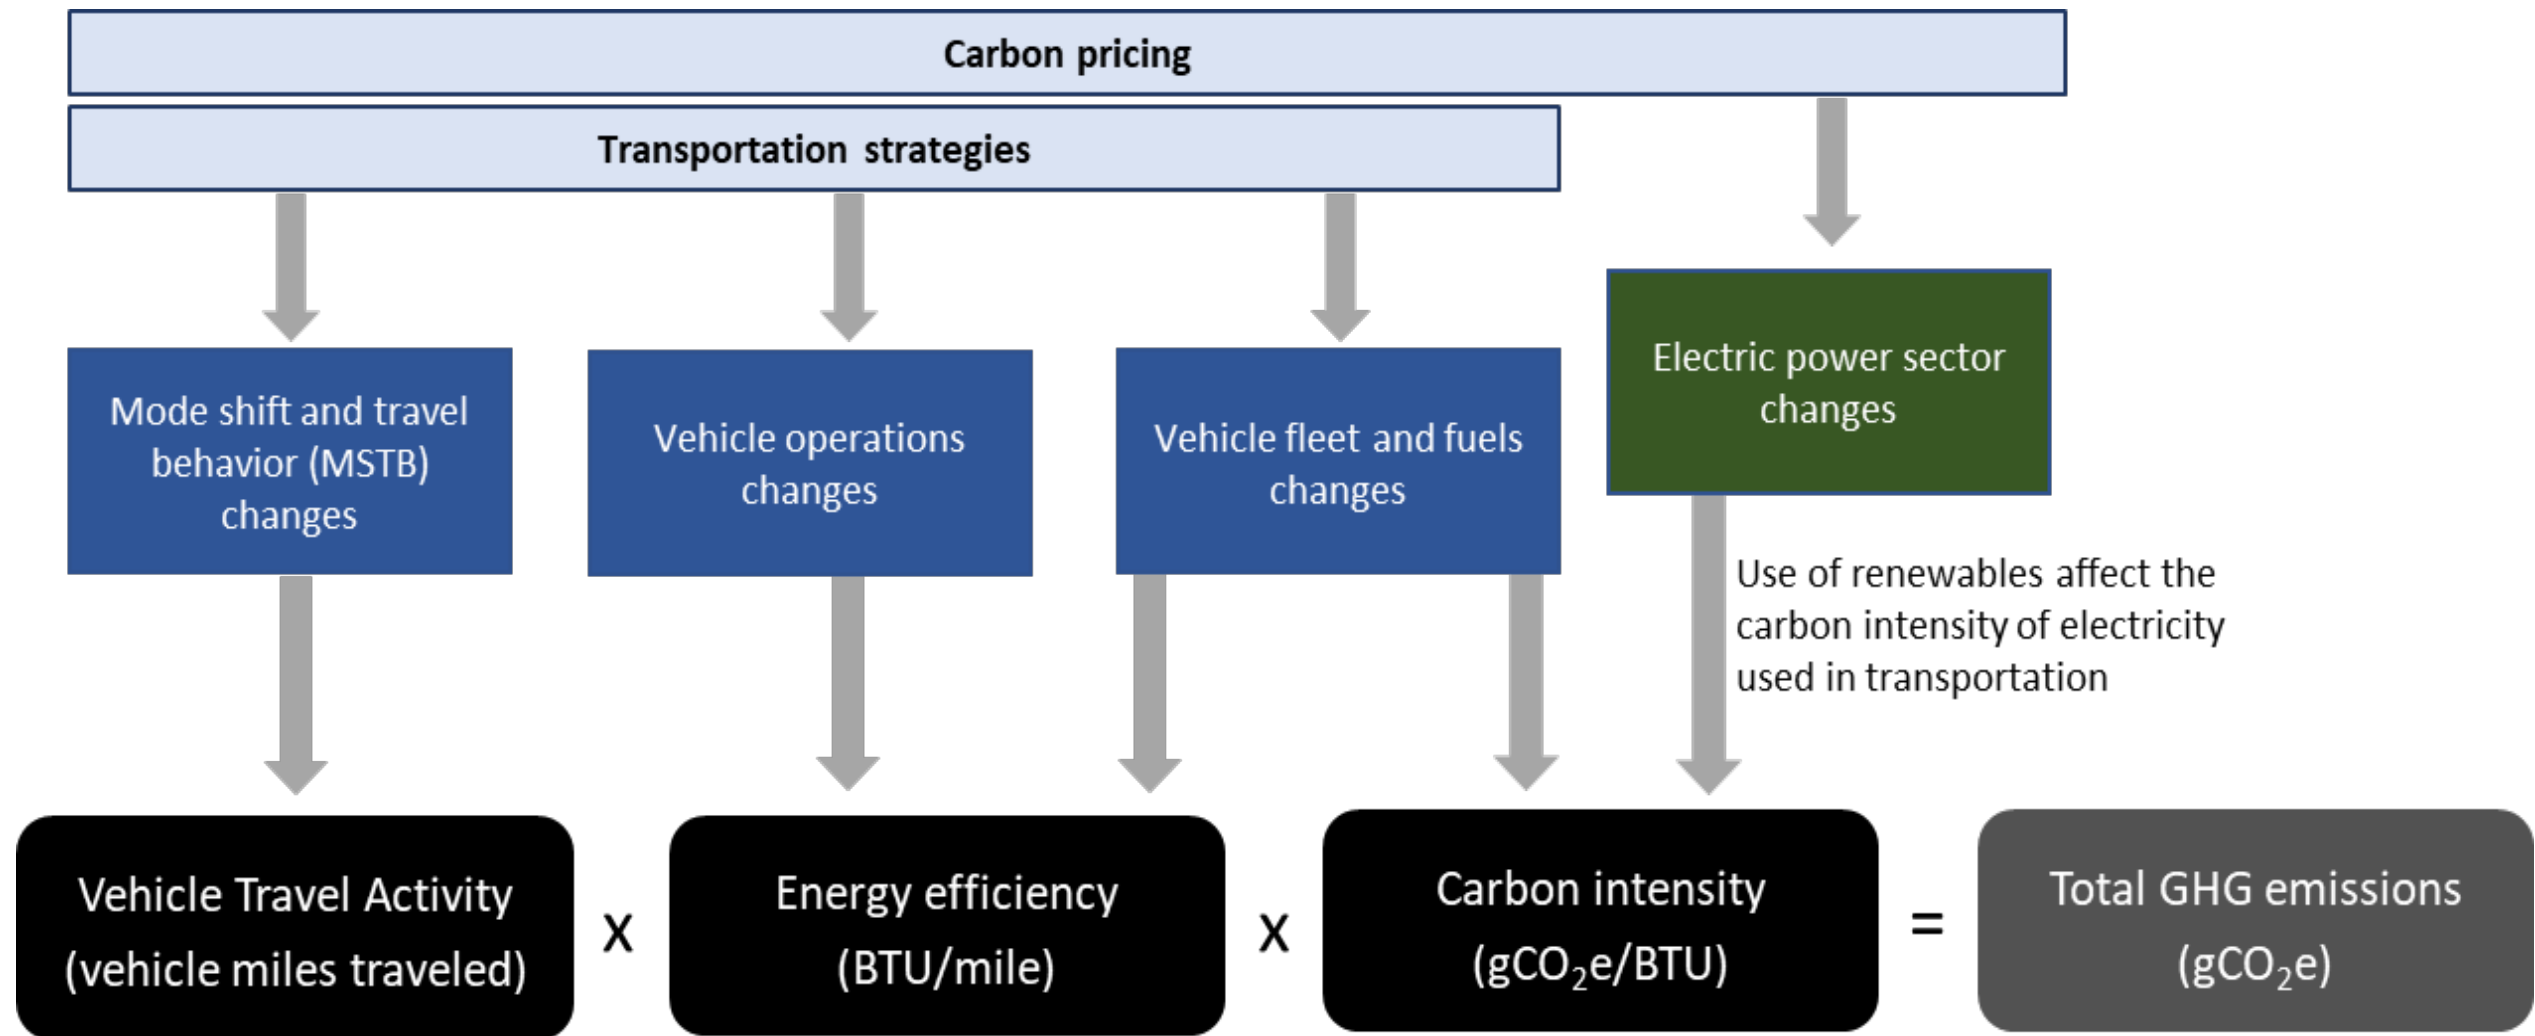 Carbon pricing
Transportation strategies
Mode shift and travel
behavior (MSTB)
changes
Vehicle operations
changes
Vehicle fleet and fuels
changes
Electric power sector
changes
Use of renewables affect the
carbon intensity of electricity
used in transportation
Vehicle Travel Activity
(vehicle miles traveled)
x
Energy efficiency
(BTU/mile)
x
Carbon intensity
(gCO₂e/BTU)
=
Total GHG emissions
(gCO₂e)